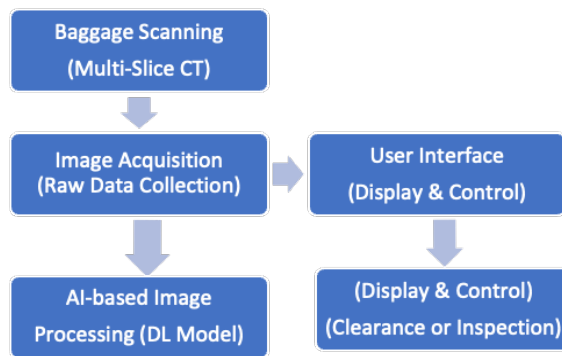 Baggage Scanning
(Multi-Slice CT)
Image Acquisition
(Raw Data Collection)
User Interface
(Display & Control)
AI-based Image
Processing (DL Model)
(Display & Control)
(Clearance or Inspection)